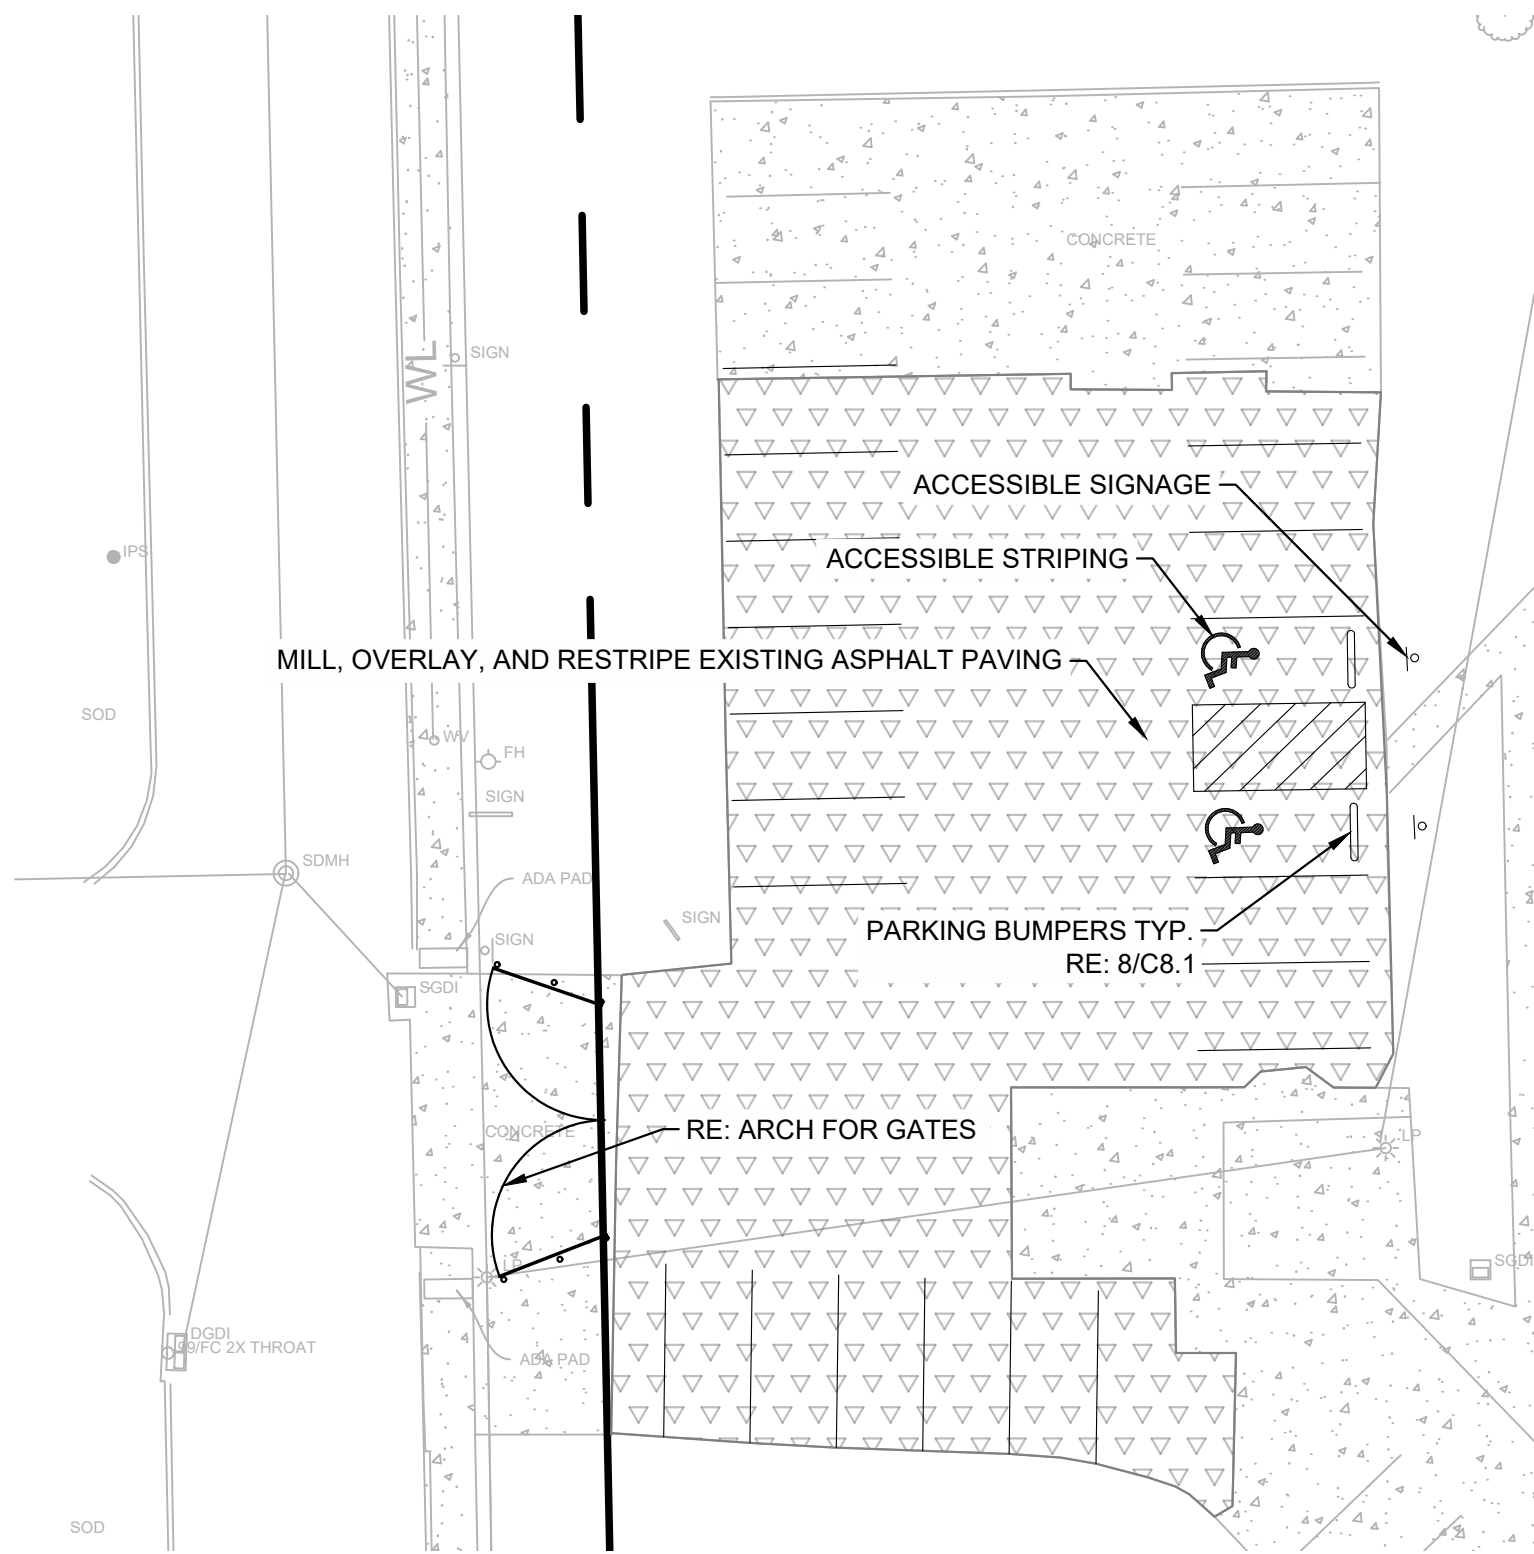 CONCRETE
WL
SIGN
ACCESSIBLE SIGNAGE
IPS
ACCESSIBLE STRIPING
MILL, OVERLAY, AND RESTRIPE EXISTING ASPHALT PAVING
SOD
WV
FH
SIGN
SDMH
ADA PAD
SIGN
SIGN
PARKING BUMPERS TYP.
RE: 8/C8.1
SGDI
CONCRETE
RE: ARCH FOR GATES
LP
LP
SGDI
DGDI
99/FC 2X THROAT
ADA PAD
SOD